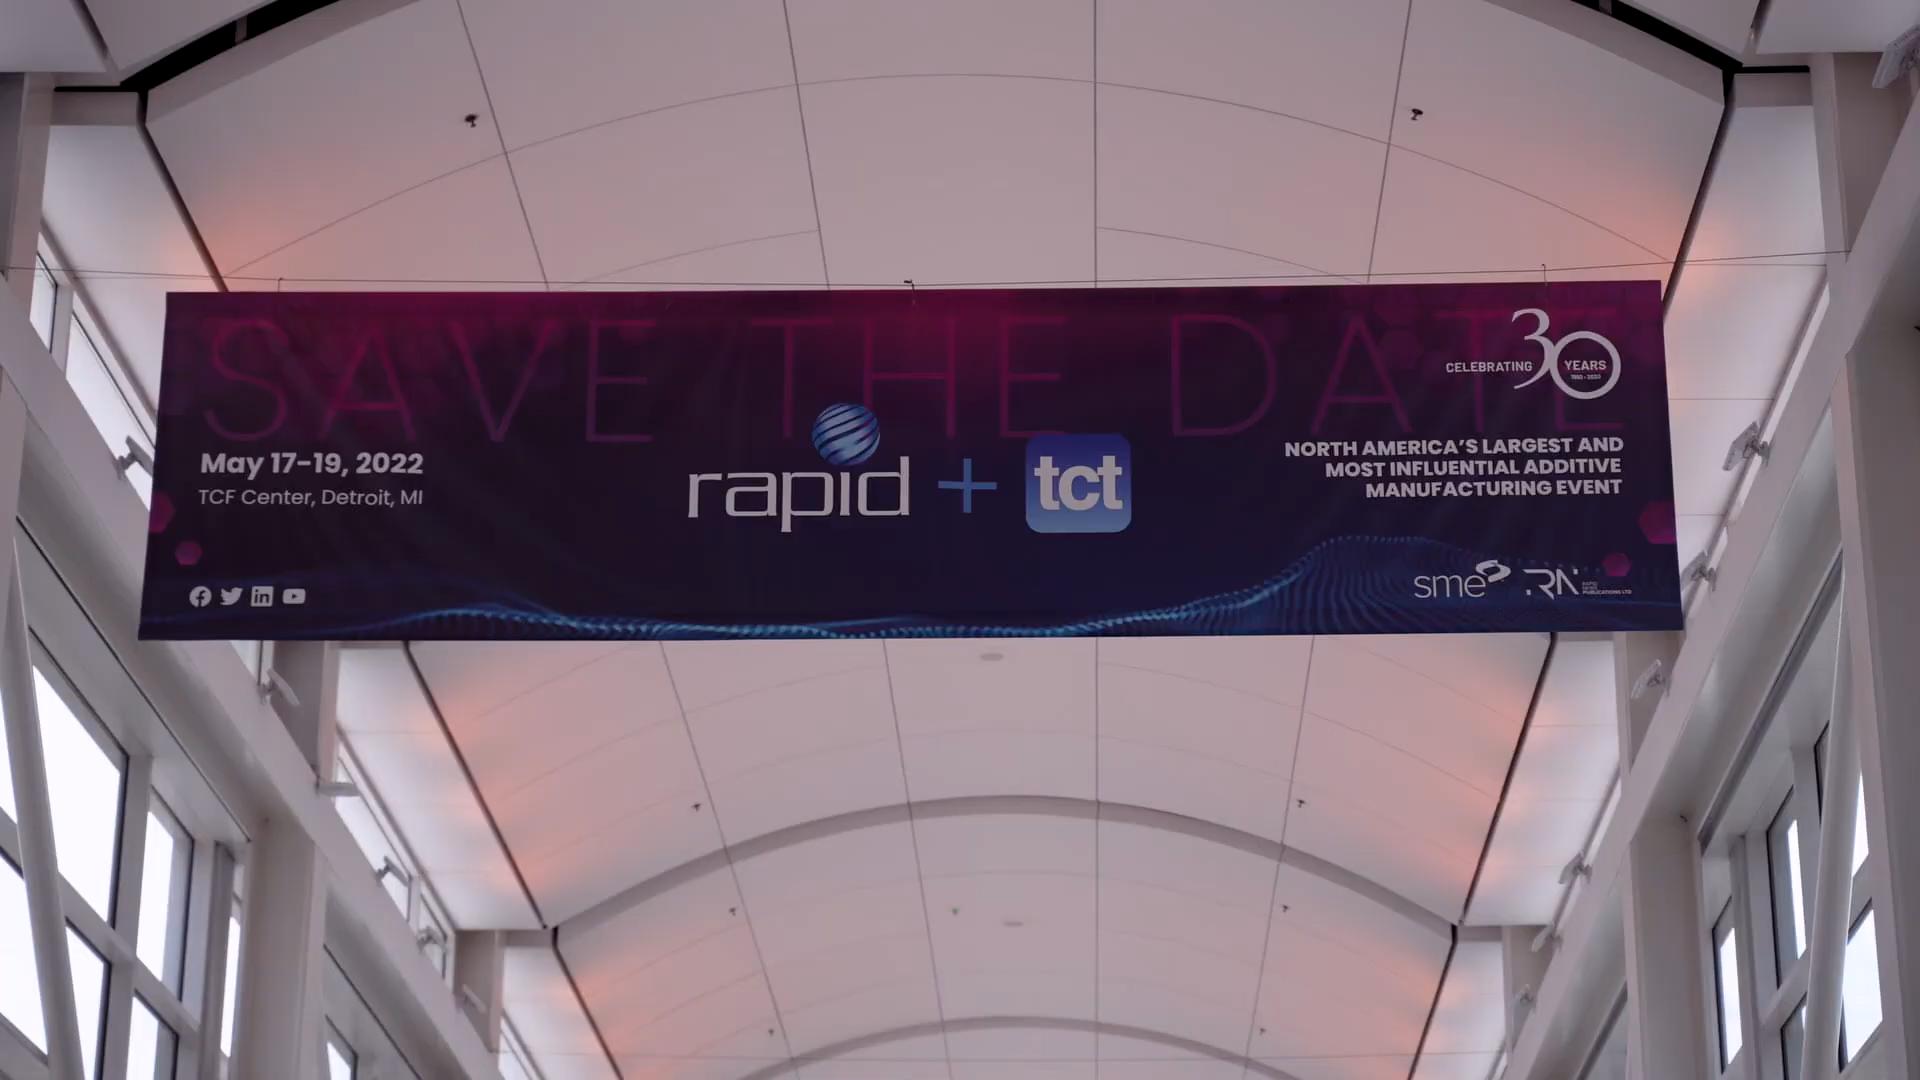 SAVE THE DATE
CELEBRATING 30 YEARS
May 17-19, 2022
TCF Center, Detroit, MI
rapid + tct
NORTH AMERICA'S LARGEST AND
MOST INFLUENTIAL ADDITIVE
MANUFACTURING EVENT
sme
RN
RAPID
NEWS
PUBLICATIONS LTD